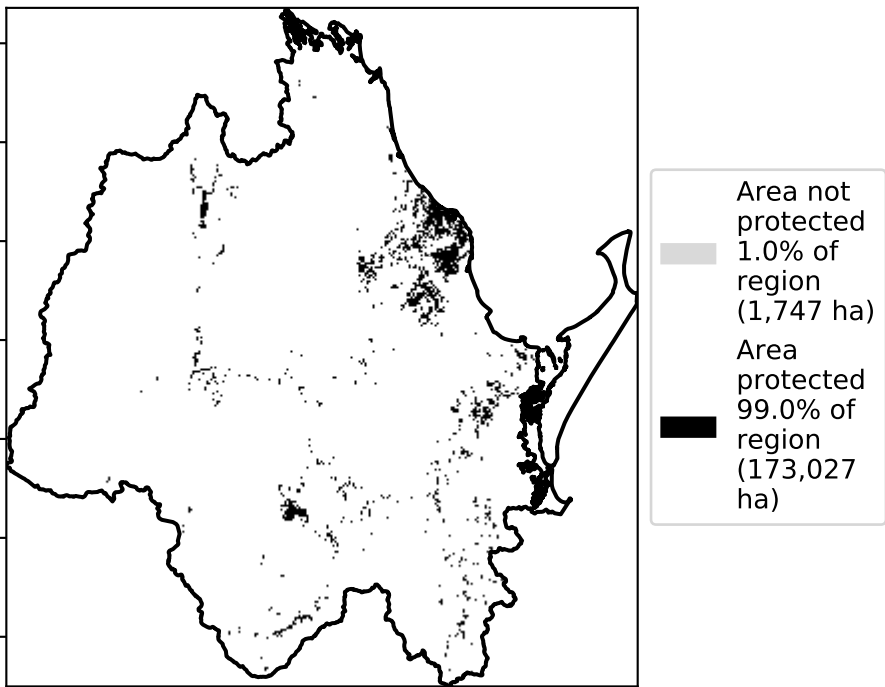 Area not
protected
1.0% of
region
(1,747 ha)
Area
protected
99.0% of
region
(173,027
ha)